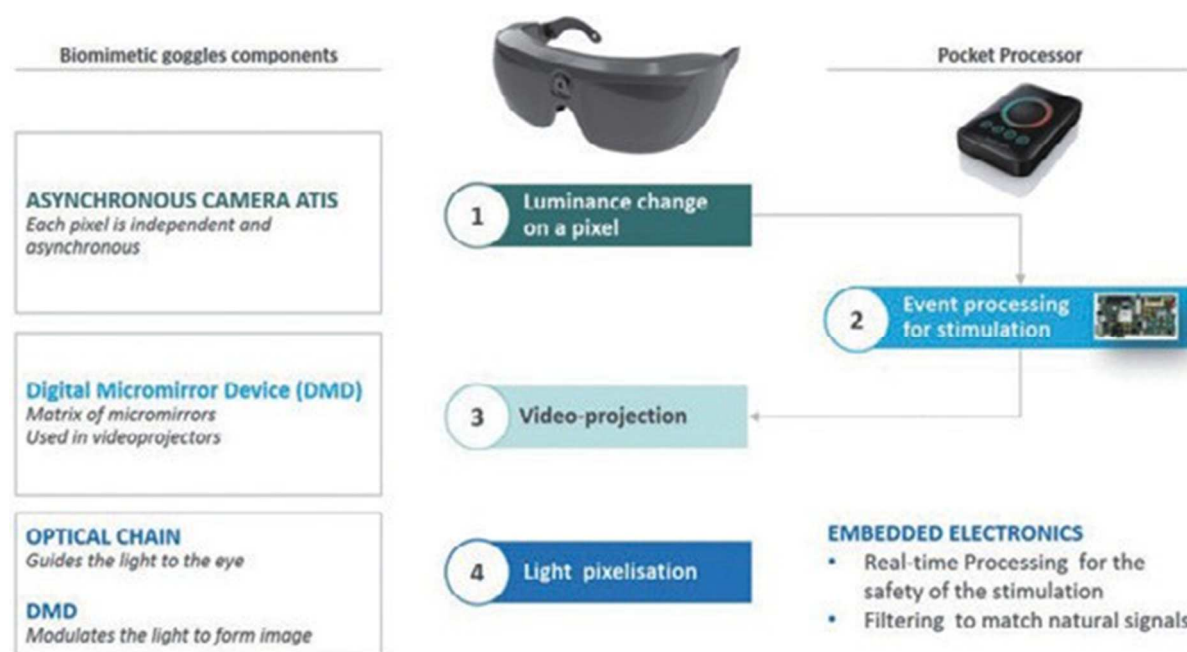 Biomimetic goggles components
Pocket Processor
ASYNCHRONOUS CAMERA ATIS
Each pixel is independent and
asynchronous
1
Luminance change
on a pixel
2
Event processing
for stimulation
Digital Micromirror Device (DMD)
Matrix of micromirrors
Used in videoprojectors
3
Video-projection
OPTICAL CHAIN
Guides the light to the eye
DMD
Modulates the light to form image
4
Light pixelisation
EMBEDDED ELECTRONICS
• Real-time Processing for the
safety of the stimulation
• Filtering to match natural signals